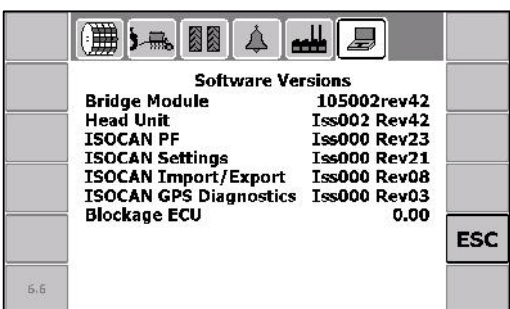 Software Versions
Bridge Module 105002rev42
Head Unit Iss002 Rev42
ISOCAN PF Iss000 Rev23
ISOCAN Settings Iss000 Rev21
ISOCAN Import/Export Iss000 Rev08
ISOCAN GPS Diagnostics Iss000 Rev03
Blockage ECU 0.00
ESC
6.6